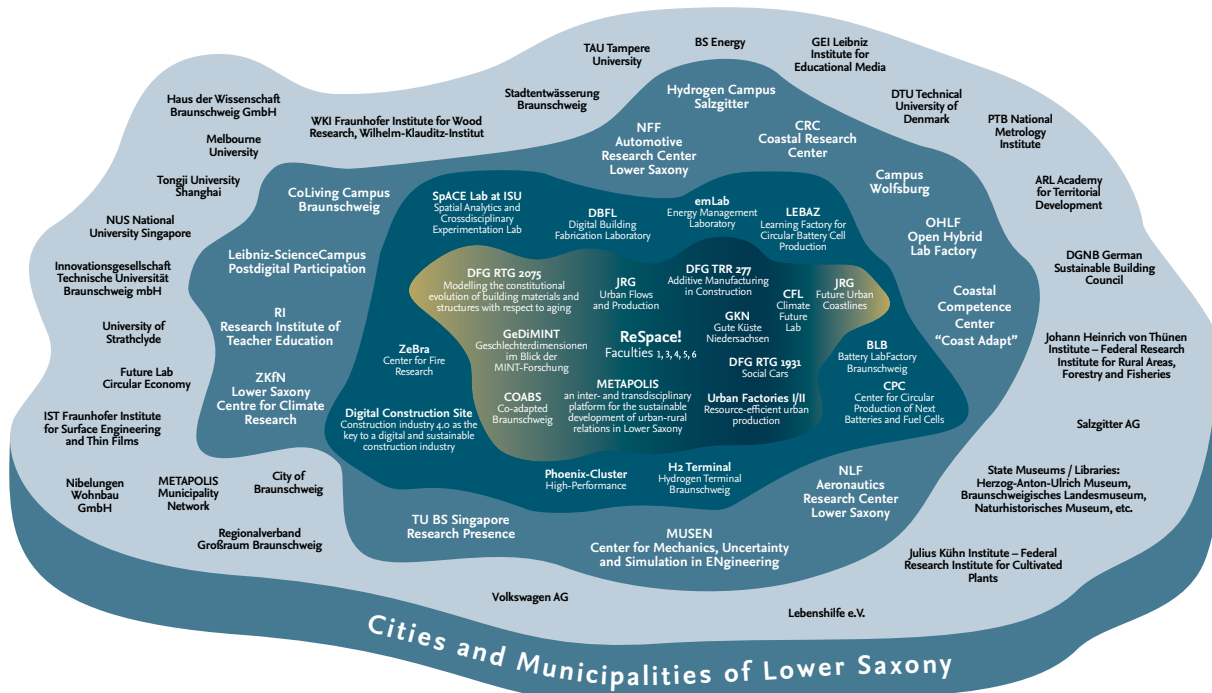 TAU Tampere
University
BS Energy
GEI Leibniz
Institute for
Educational Media
Haus der Wissenschaft
Braunschweig GmbH
Stadtentwässerung
Braunschweig
Hydrogen Campus
Salzgitter
DTU Technical
University of
Denmark
PTB National
Metrology
Institute
WKI Fraunhofer Institute for Wood
Research, Wilhelm-Klauditz-Institut
Melbourne
University
NFF
Automotive
Research Center
Lower Saxony
CRC
Coastal Research
Center
Tongji University
Shanghai
CoLiving Campus
Braunschweig
Campus
Wolfsburg
ARL Academy
for Territorial
Development
SpACE Lab at ISU
Spatial Analytics and
Crossdisciplinary
Experimentation Lab
DBFL
Digital Building
Fabrication Laboratory
emLab
Energy Management
Laboratory
LEBAZ
Learning Factory for
Circular Battery Cell
Production
NUS National
University Singapore
OHLF
Open Hybrid
Lab Factory
Leibniz-ScienceCampus
Postdigital Participation
DGNB German
Sustainable Building
Council
Innovationsgesellschaft
Technische Universität
Braunschweig mbH
DFG RTG 2075
Modelling the constitutional
evolution of building materials and
structures with respect to aging
JRG
Urban Flows
and Production
DFG TRR 277
Additive Manufacturing
in Construction
CFL
Climate
Future
Lab
JRG
Future Urban
Coastlines
Coastal
Competence
Center
“Coast Adapt”
RI
Research Institute of
Teacher Education
University of
Strathclyde
GeDiMINT
Geschlechterdimensionen
im Blick der
MINT-Forschung
ReSpace!
Faculties 1, 3, 4, 5, 6
GKN
Gute Küste
Niedersachsen
ZeBra
Center for Fire
Research
BLB
Battery LabFactory
Braunschweig
Johann Heinrich von Thünen
Institute – Federal Research
Institute for Rural Areas,
Forestry and Fisheries
DFG RTG 1931
Social Cars
Future Lab
Circular Economy
ZKfN
Lower Saxony
Centre for Climate
Research
COABS
Co-adapted
Braunschweig
METAPOLIS
an inter- and transdisciplinary
platform for the sustainable
development of urban-rural
relations in Lower Saxony
Urban Factories I/II
Resource-efficient urban
production
CPC
Center for Circular
Production of Next
Batteries and Fuel Cells
IST Fraunhofer Institute
for Surface Engineering
and Thin Films
Digital Construction Site
Construction industry 4.0 as the
key to a digital and sustainable
construction industry
Salzgitter AG
Phoenix-Cluster
High-Performance
H2 Terminal
Hydrogen Terminal
Braunschweig
NLF
Aeronautics
Research Center
Lower Saxony
State Museums / Libraries:
Herzog-Anton-Ulrich Museum,
Braunschweigisches Landesmuseum,
Naturhistorisches Museum, etc.
Nibelungen
Wohnbau
GmbH
METAPOLIS
Municipality
Network
City of
Braunschweig
TU BS Singapore
Research Presence
MUSEN
Center for Mechanics, Uncertainty
and Simulation in ENgineering
Regionalverband
Großraum Braunschweig
Julius Kühn Institute – Federal
Research Institute for Cultivated
Plants
Volkswagen AG
Lebenshilfe e.V.
Cities and Municipalities of Lower Saxony